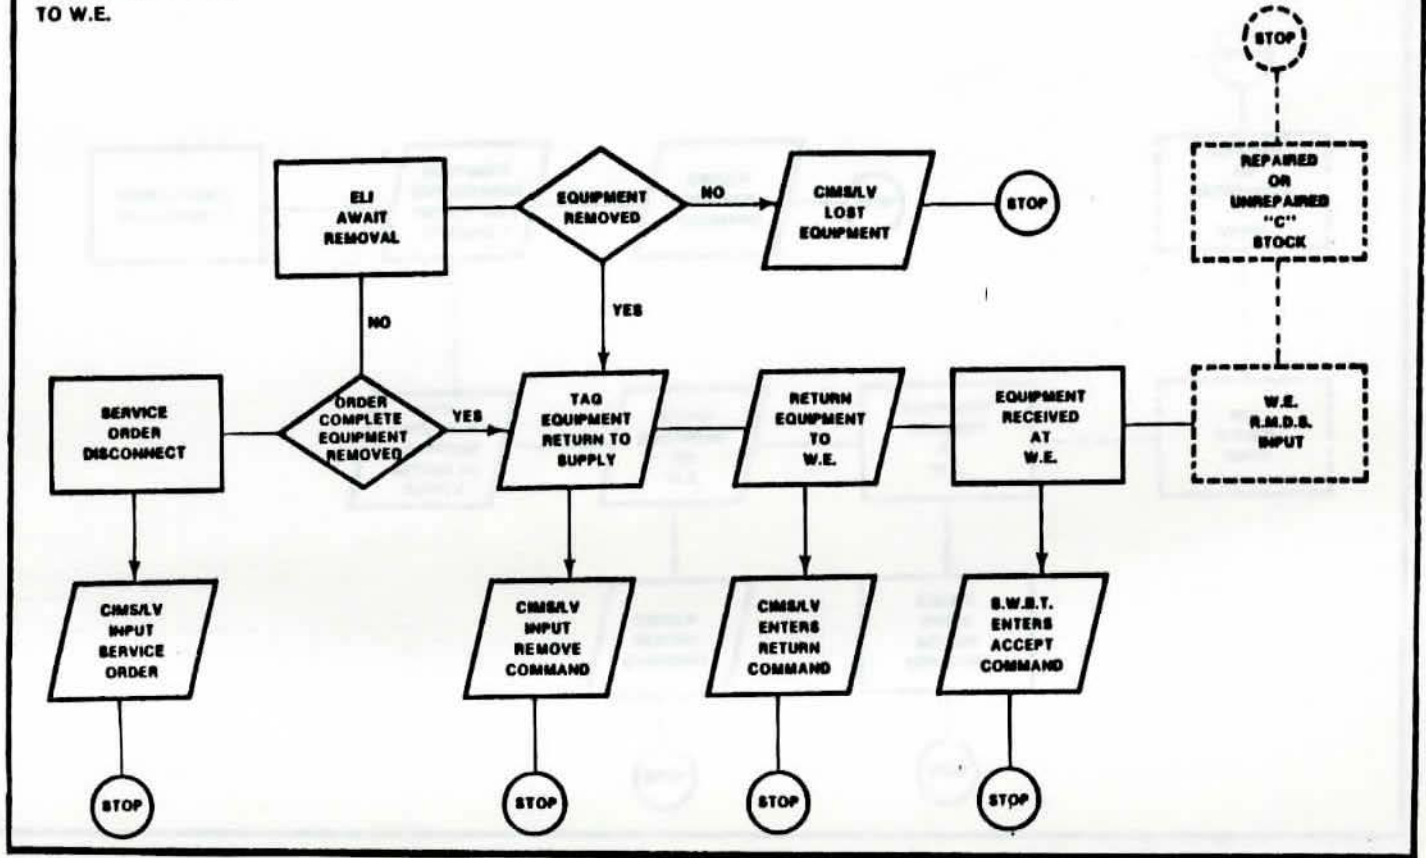 TO W.E.
STOP
REPAIRED
OR
UNREPAIRED
"C"
STOCK
ELI
AWAIT
REMOVAL
EQUIPMENT
REMOVED
NO
CIMS/LV
LOST
EQUIPMENT
STOP
NO
YES
SERVICE
ORDER
DISCONNECT
ORDER
COMPLETE
EQUIPMENT
REMOVED
YES
TAG
EQUIPMENT
RETURN TO
SUPPLY
RETURN
EQUIPMENT
TO
W.E.
EQUIPMENT
RECEIVED
AT
W.E.
W.E.
R.M.D.S.
INPUT
CIMS/LV
INPUT
SERVICE
ORDER
CIMS/LV
INPUT
REMOVE
COMMAND
CIMS/LV
ENTERS
RETURN
COMMAND
S.W.B.T.
ENTERS
ACCEPT
COMMAND
STOP
STOP
STOP
STOP